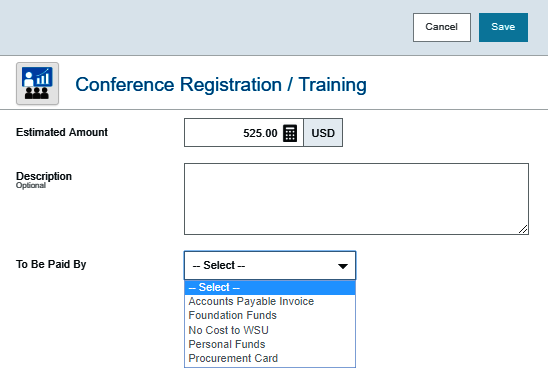 Cancel Save
Conference Registration / Training
Estimated Amount 525.00 USD
Description
Optional
To Be Paid By -- Select --
-- Select --
Accounts Payable Invoice
Foundation Funds
No Cost to WSU
Personal Funds
Procurement Card